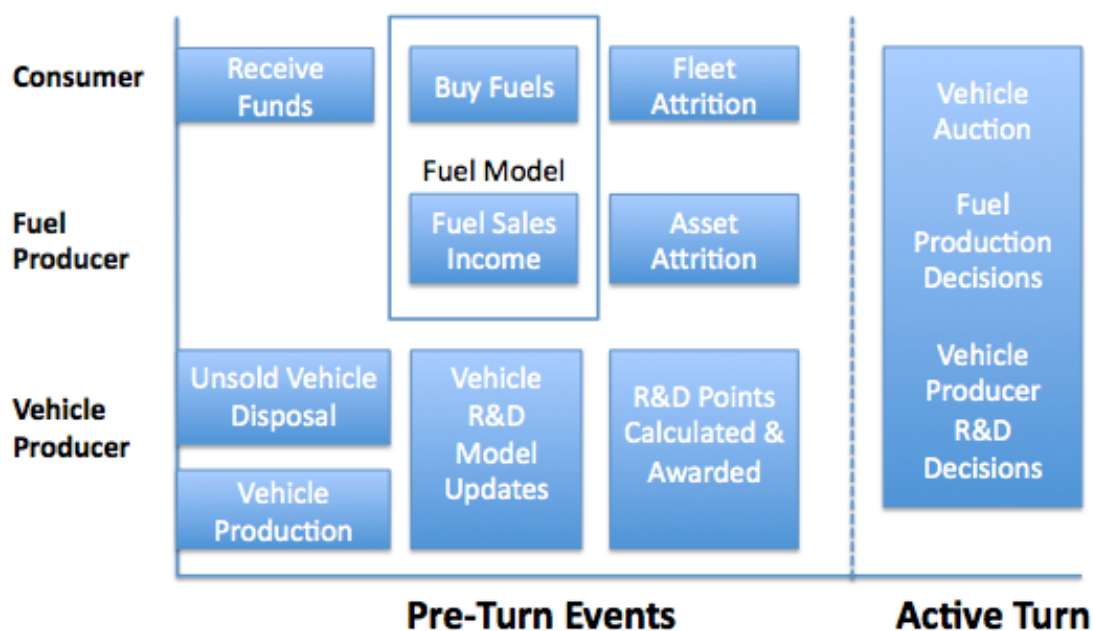 Consumer
Receive
Funds
Buy Fuels
Fleet
Attrition
Fuel Model
Fuel
Producer
Fuel Sales
Income
Asset
Attrition
Vehicle
Producer
Unsold Vehicle
Disposal
Vehicle
Production
Vehicle
R&D
Model
Updates
R&D Points
Calculated &
Awarded
Vehicle
Auction
Fuel
Production
Decisions
Vehicle
Producer
R&D
Decisions
Pre-Turn Events
Active Turn